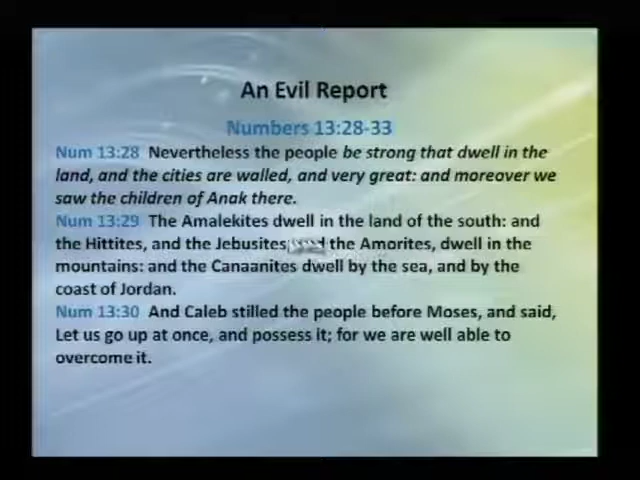 An Evil Report
Numbers 13:28-33
Num 13:28 Nevertheless the people be strong that dwell in the
land, and the cities are walled, and very great: and moreover we
saw the children of Anak there.
Num 13:29 The Amalekites dwell in the land of the south: and
the Hittites, and the Jebusites, and the Amorites, dwell in the
mountains: and the Canaanites dwell by the sea, and by the
coast of Jordan.
Num 13:30 And Caleb stilled the people before Moses, and said,
Let us go up at once, and possess it; for we are well able to
overcome it.